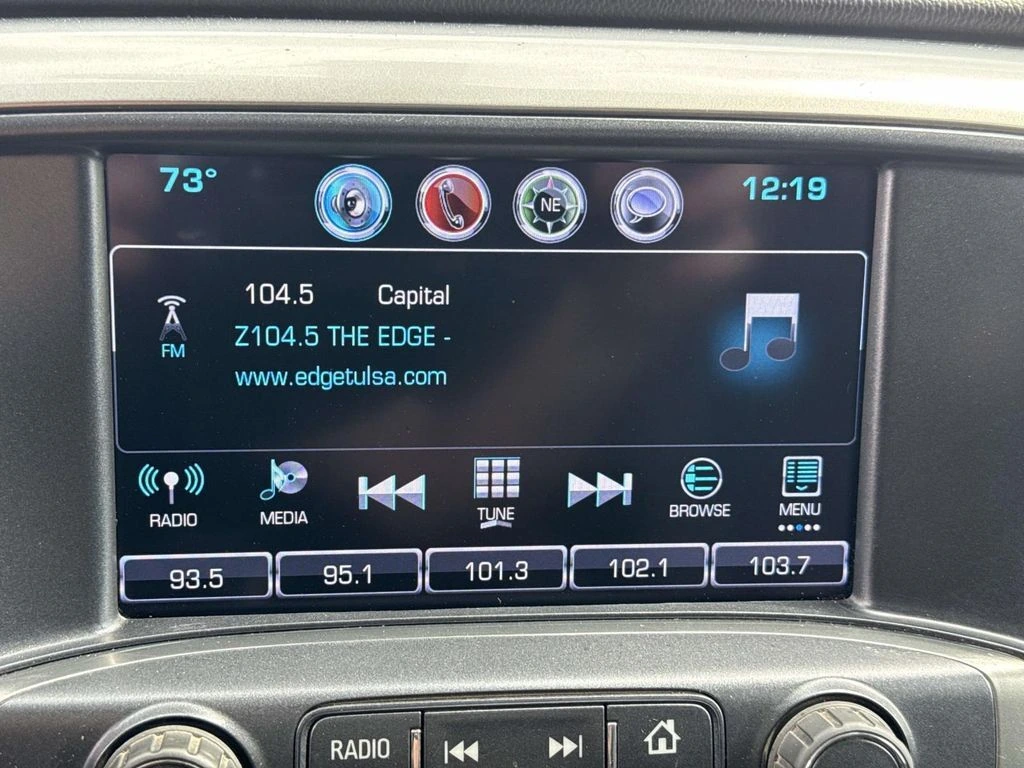 73°
NE
12:19
104.5 Capital
FM
Z104.5 THE EDGE -
www.edgetulsa.com
RADIO
MEDIA
TUNE
BROWSE
MENU
93.5
95.1
101.3
102.1
103.7
RADIO